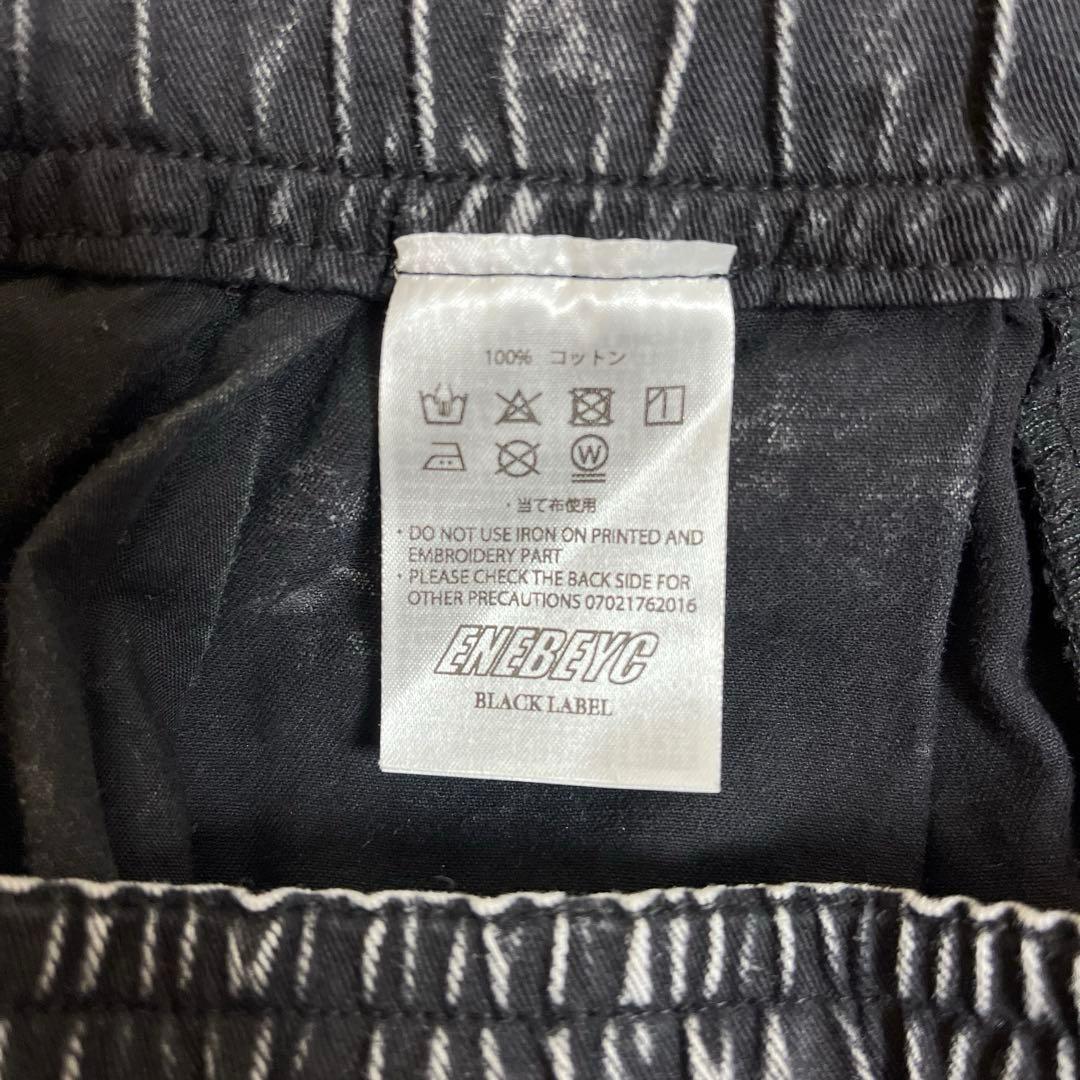 100% コットン
W
・当て布使用
・DO NOT USE IRON ON PRINTED AND
EMBROIDERY PART
・PLEASE CHECK THE BACK SIDE FOR
OTHER PRECAUTIONS 07021762016
ENEBEYC
BLACK LABEL